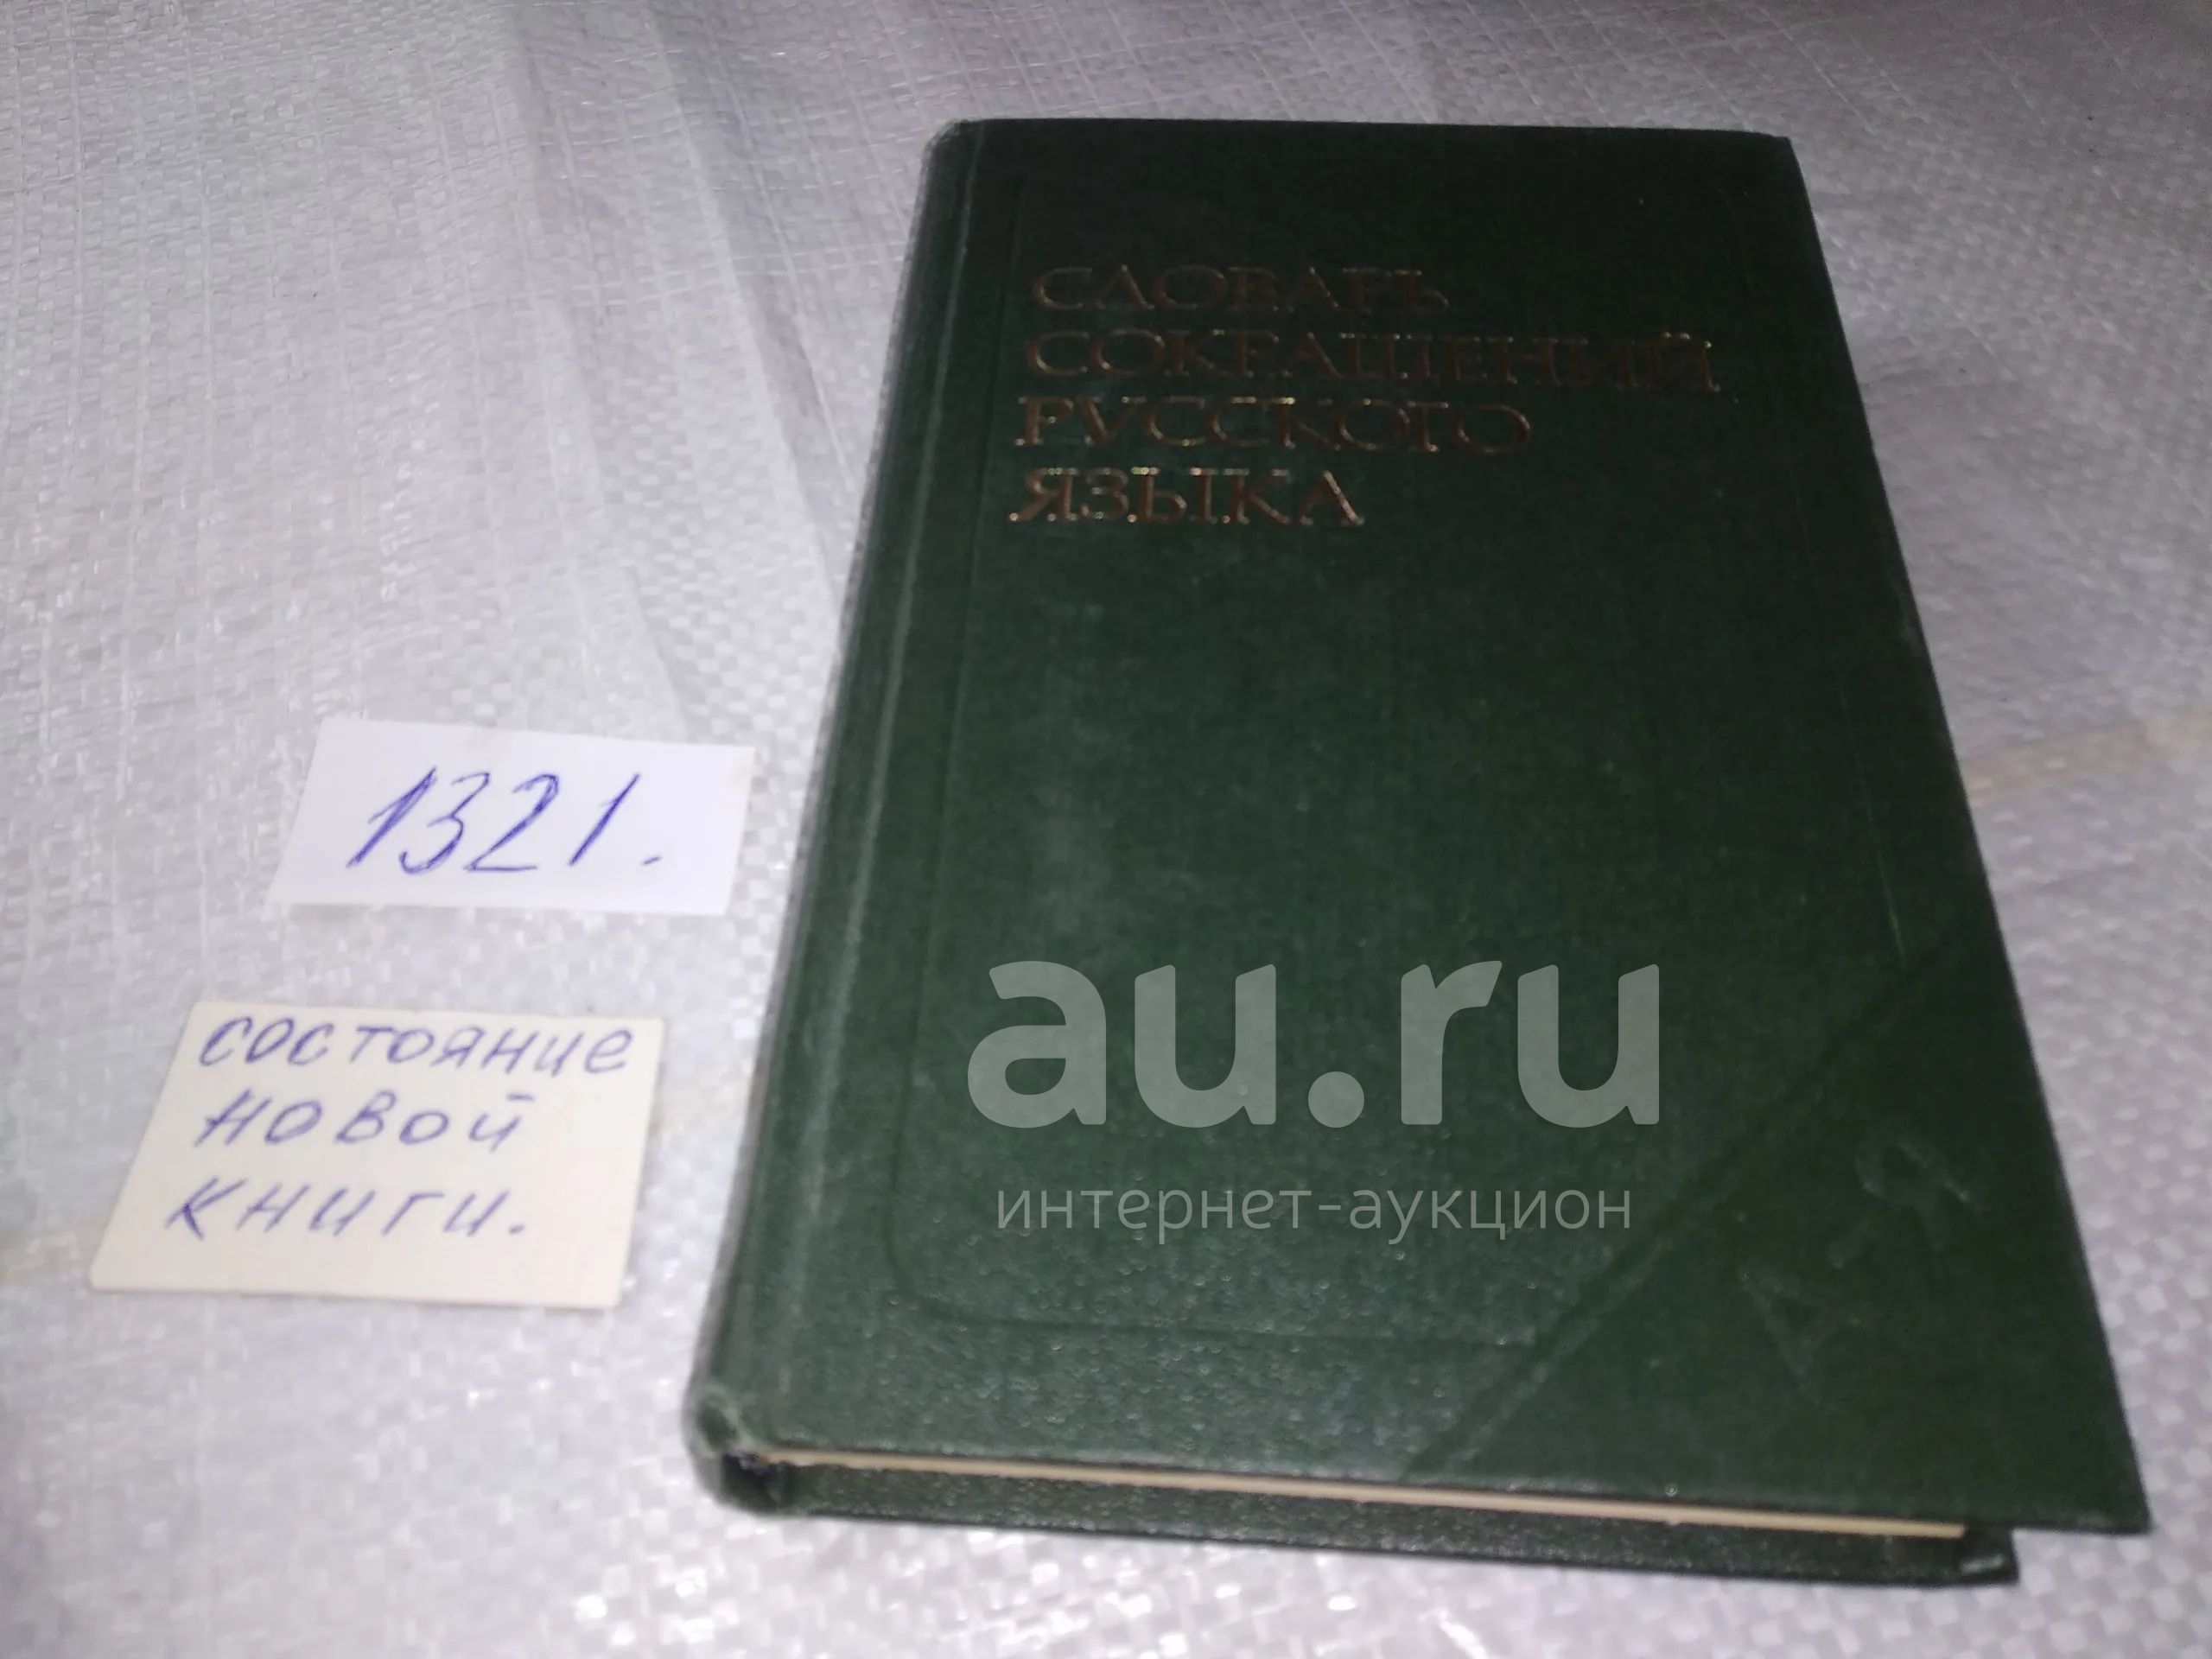 СЛОВАРЬ
СОКРАЩЕНИЙ
РУССКОГО
ЯЗЫКА
1321.
состояние
новой
книги.
au.ru
интернет-аукцион
А-Я